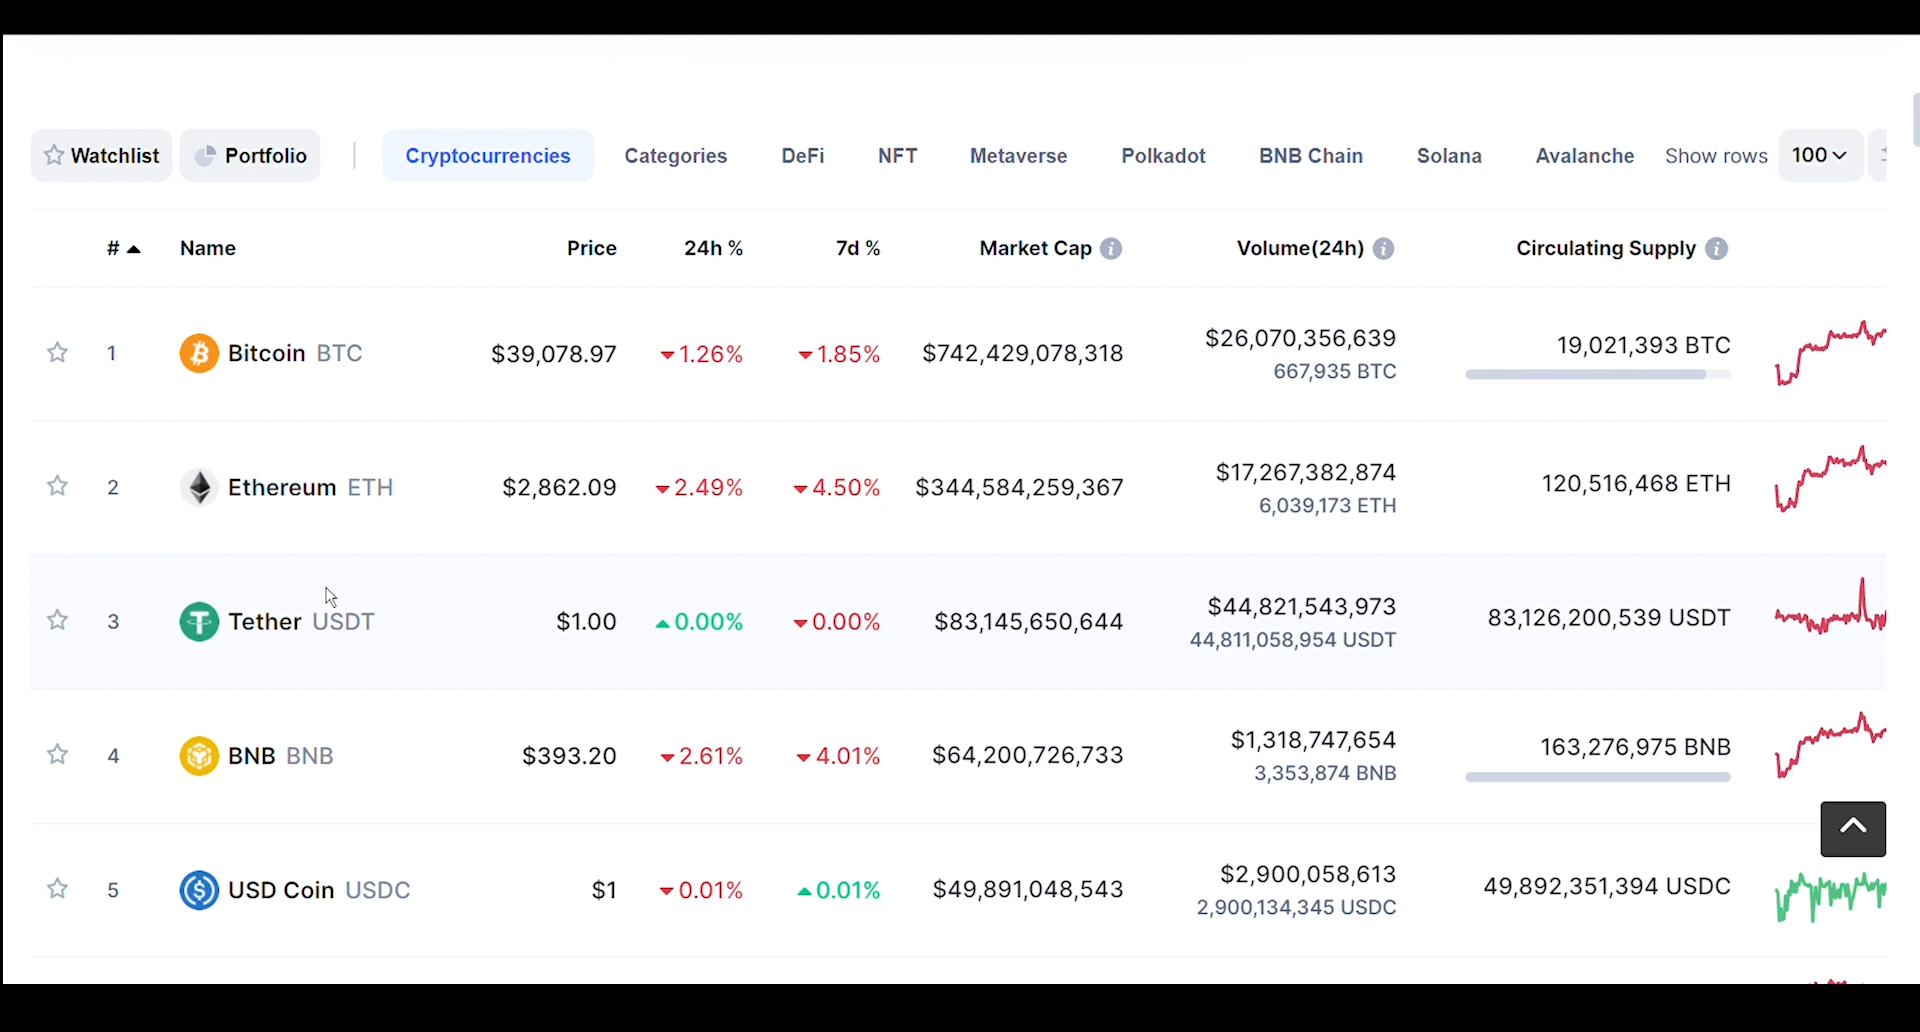 Watchlist Portfolio Cryptocurrencies Categories DeFi NFT Metaverse Polkadot BNB Chain Solana Avalanche Show rows 100
# Name Price 24h % 7d % Market Cap Volume(24h) Circulating Supply
1 Bitcoin BTC $39,078.97 1.26% 1.85% $742,429,078,318 $26,070,356,639 19,021,393 BTC
667,935 BTC
2 Ethereum ETH $2,862.09 2.49% 4.50% $344,584,259,367 $17,267,382,874 120,516,468 ETH
6,039,173 ETH
3 Tether USDT $1.00 0.00% 0.00% $83,145,650,644 $44,821,543,973 83,126,200,539 USDT
44,811,058,954 USDT
4 BNB BNB $393.20 2.61% 4.01% $64,200,726,733 $1,318,747,654 163,276,975 BNB
3,353,874 BNB
5 USD Coin USDC $1 0.01% 0.01% $49,891,048,543 $2,900,058,613 49,892,351,394 USDC
2,900,134,345 USDC